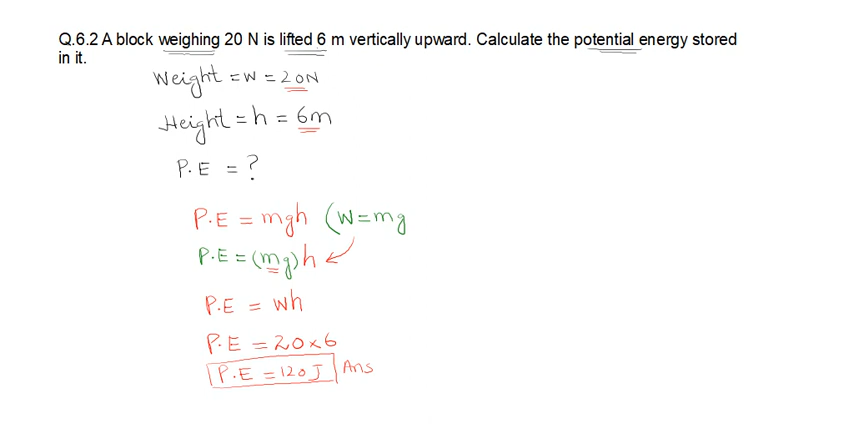 Q.6.2 A block weighing 20 N is lifted 6 m vertically upward. Calculate the potential energy stored
in it.
Weight = W = 20N
Height = h = 6m
P.E = ?
P.E = mgh (W=mg
P.E = (mg)h
P.E = wh
P.E = 20×6
P.E = 120J Ans